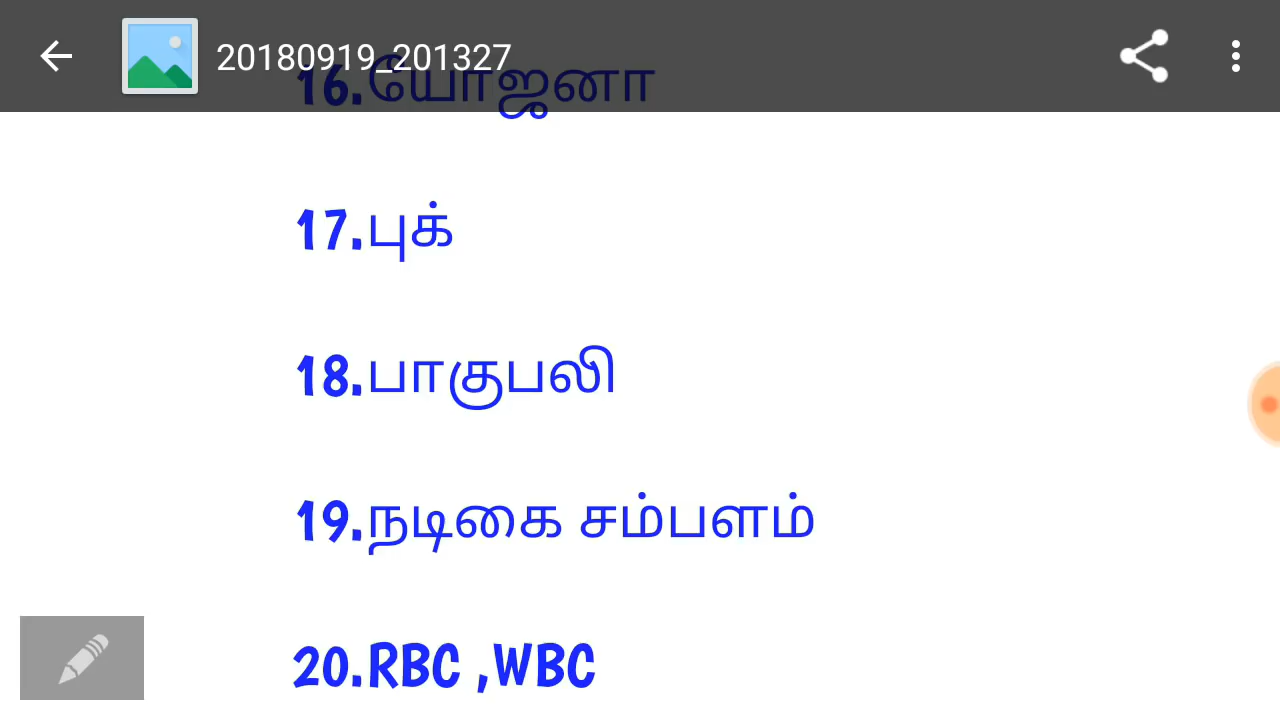 20180919_201327
16.யோஜனா
17.புக்
18.பாகுபலி
19.நடிகை சம்பளம்
20.RBC ,WBC